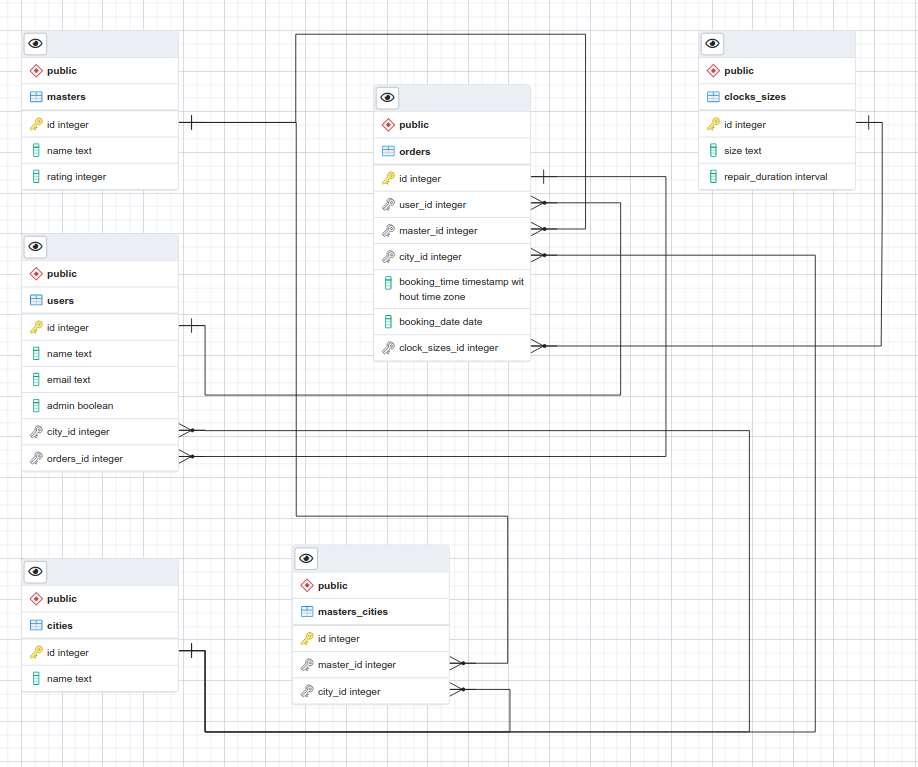 public
masters
id integer
name text
rating integer
public
orders
id integer
user_id integer
master_id integer
city_id integer
booking_time timestamp wit
hout time zone
booking_date date
clock_sizes_id integer
public
clocks_sizes
id integer
size text
repair_duration interval
public
users
id integer
name text
email text
admin boolean
city_id integer
orders_id integer
public
cities
id integer
name text
public
masters_cities
id integer
master_id integer
city_id integer